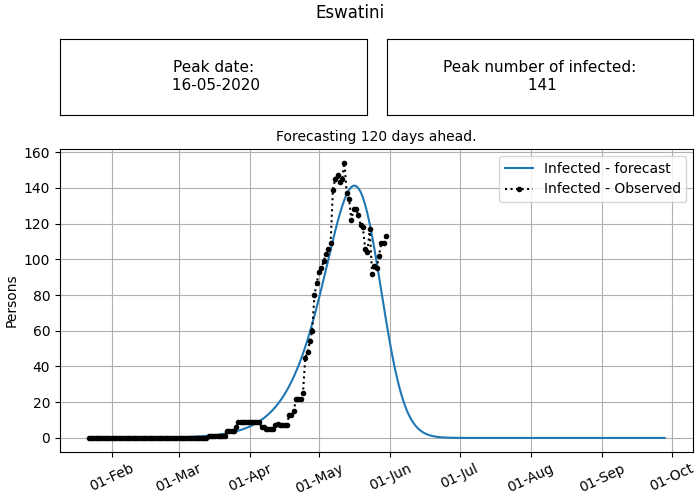 Eswatini
Peak date:
16-05-2020
Peak number of infected:
141
Forecasting 120 days ahead.
Infected - forecast
Infected - Observed
Persons
160
140
120
100
80
60
40
20
0
01-Feb
01-Mar
01-Apr
01-May
01-Jun
01-Jul
01-Aug
01-Sep
01-Oct